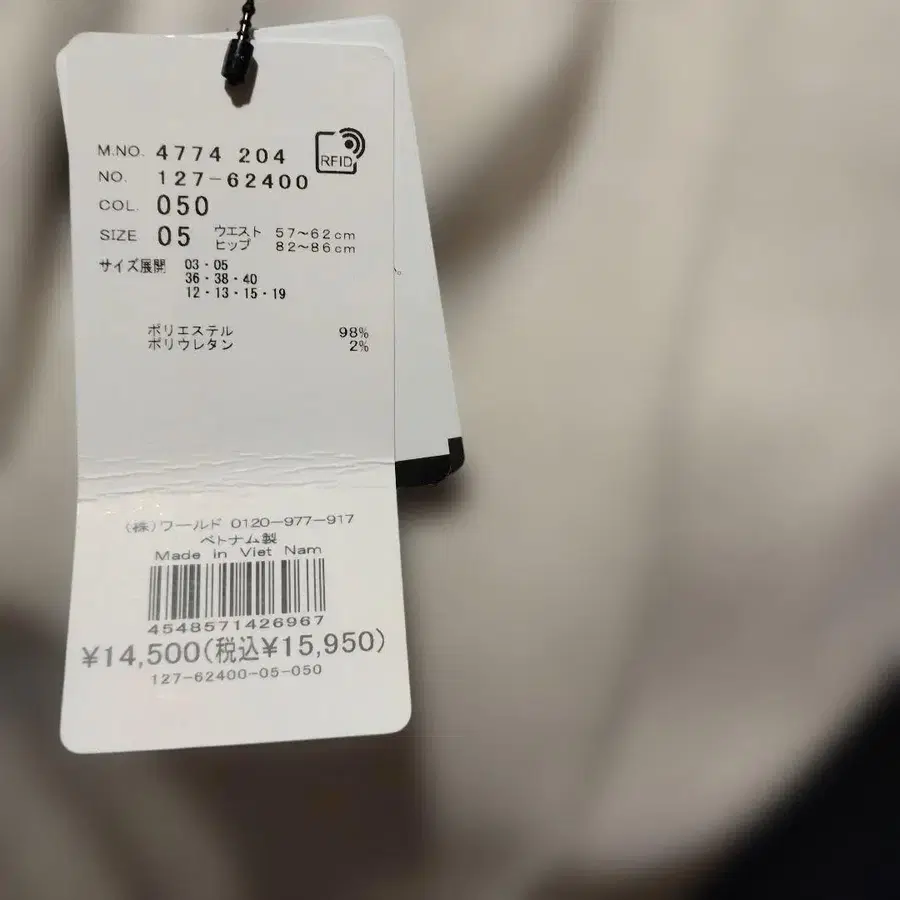 M.NO. 4774 204
RFID
NO. 127-62400
COL. 050
SIZE 05 ウエスト 57〜62cm
ヒップ 82〜86cm
サイズ展開 03・05
36・38・40
12・13・15・19
ポリエステル 98%
ポリウレタン 2%
(株)ワールド 0120-977-917
ベトナム製
Made in Viet Nam
4548571426967
¥14,500(税込¥15,950)
127-62400-05-050